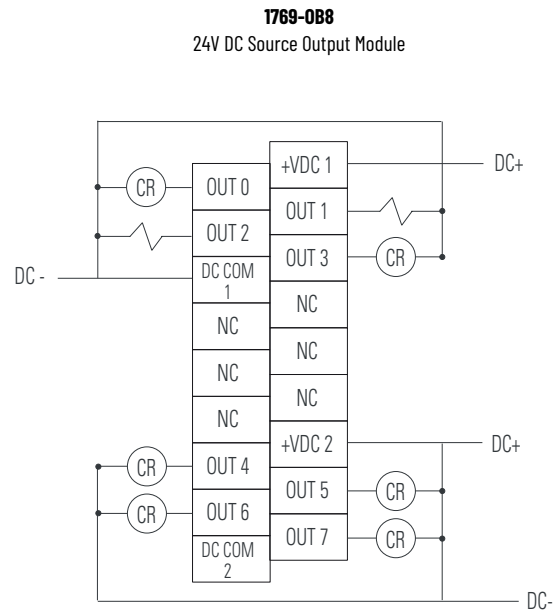 1769-OB8
24V DC Source Output Module
+VDC 1
DC+
CR
OUT 0
OUT 1
OUT 2
OUT 3
CR
DC -
DC COM
1
NC
NC
NC
NC
NC
NC
+VDC 2
DC+
CR
OUT 4
OUT 5
CR
CR
OUT 6
OUT 7
CR
DC COM
2
DC-